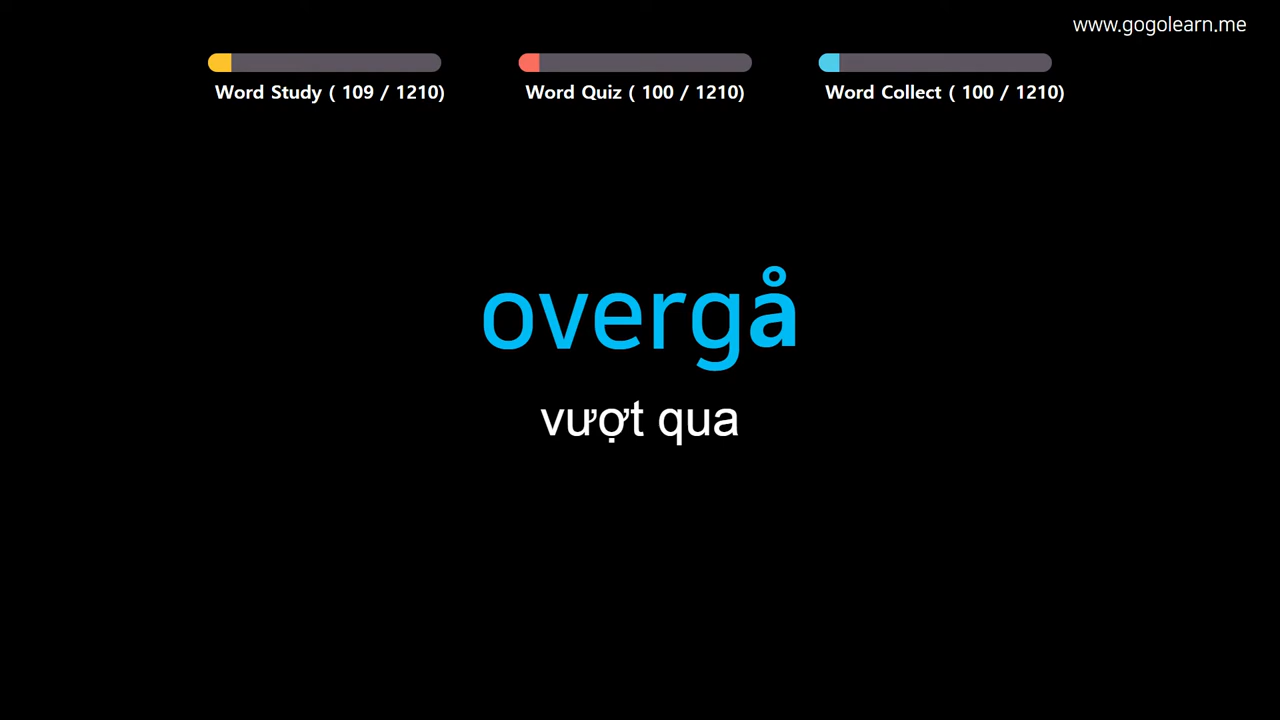 www.gogolearn.me
Word Study ( 109 / 1210)
Word Quiz ( 100 / 1210)
Word Collect ( 100 / 1210)
overgå
vượt qua